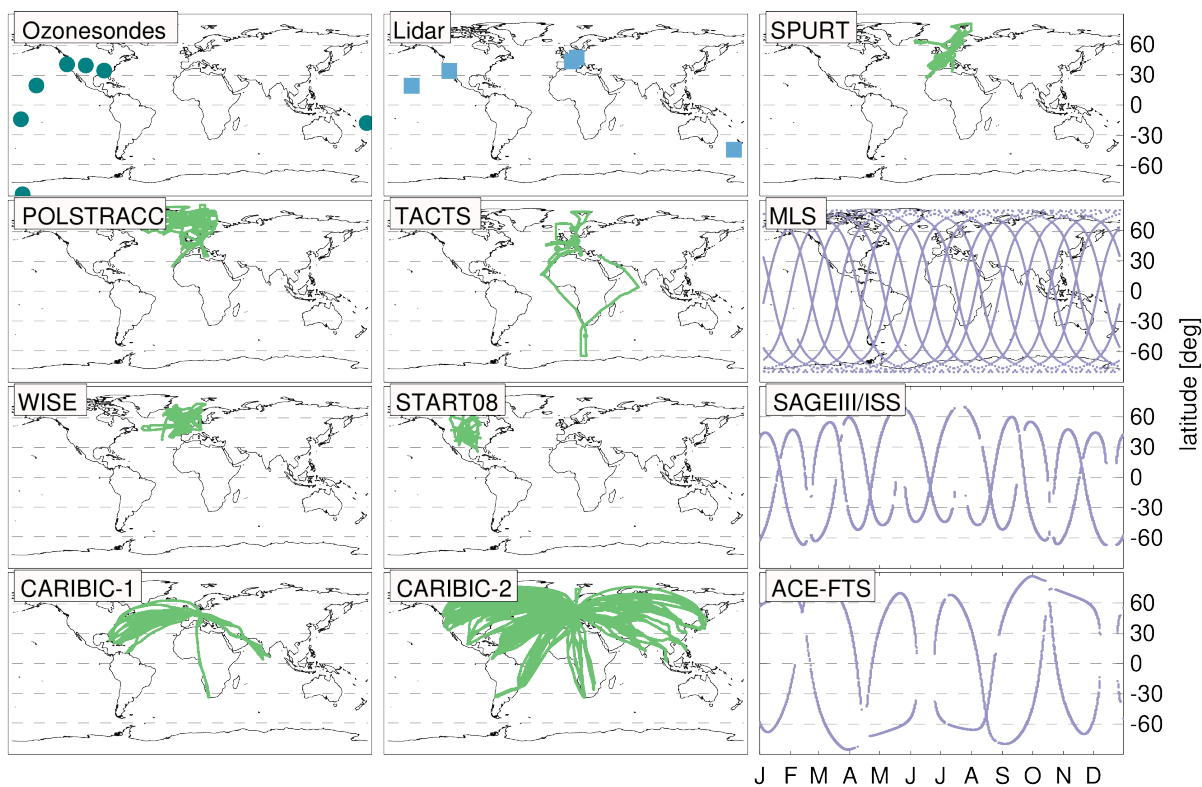 Ozonesondes
Lidar
SPURT
60
30
0
-30
-60
POLSTRACC
TACTS
MLS
60
30
0
-30
-60
latitude [deg]
WISE
START08
SAGEIII/ISS
60
30
0
-30
-60
CARIBIC-1
CARIBIC-2
ACE-FTS
60
30
0
-30
-60
J F M A M J J A S O N D